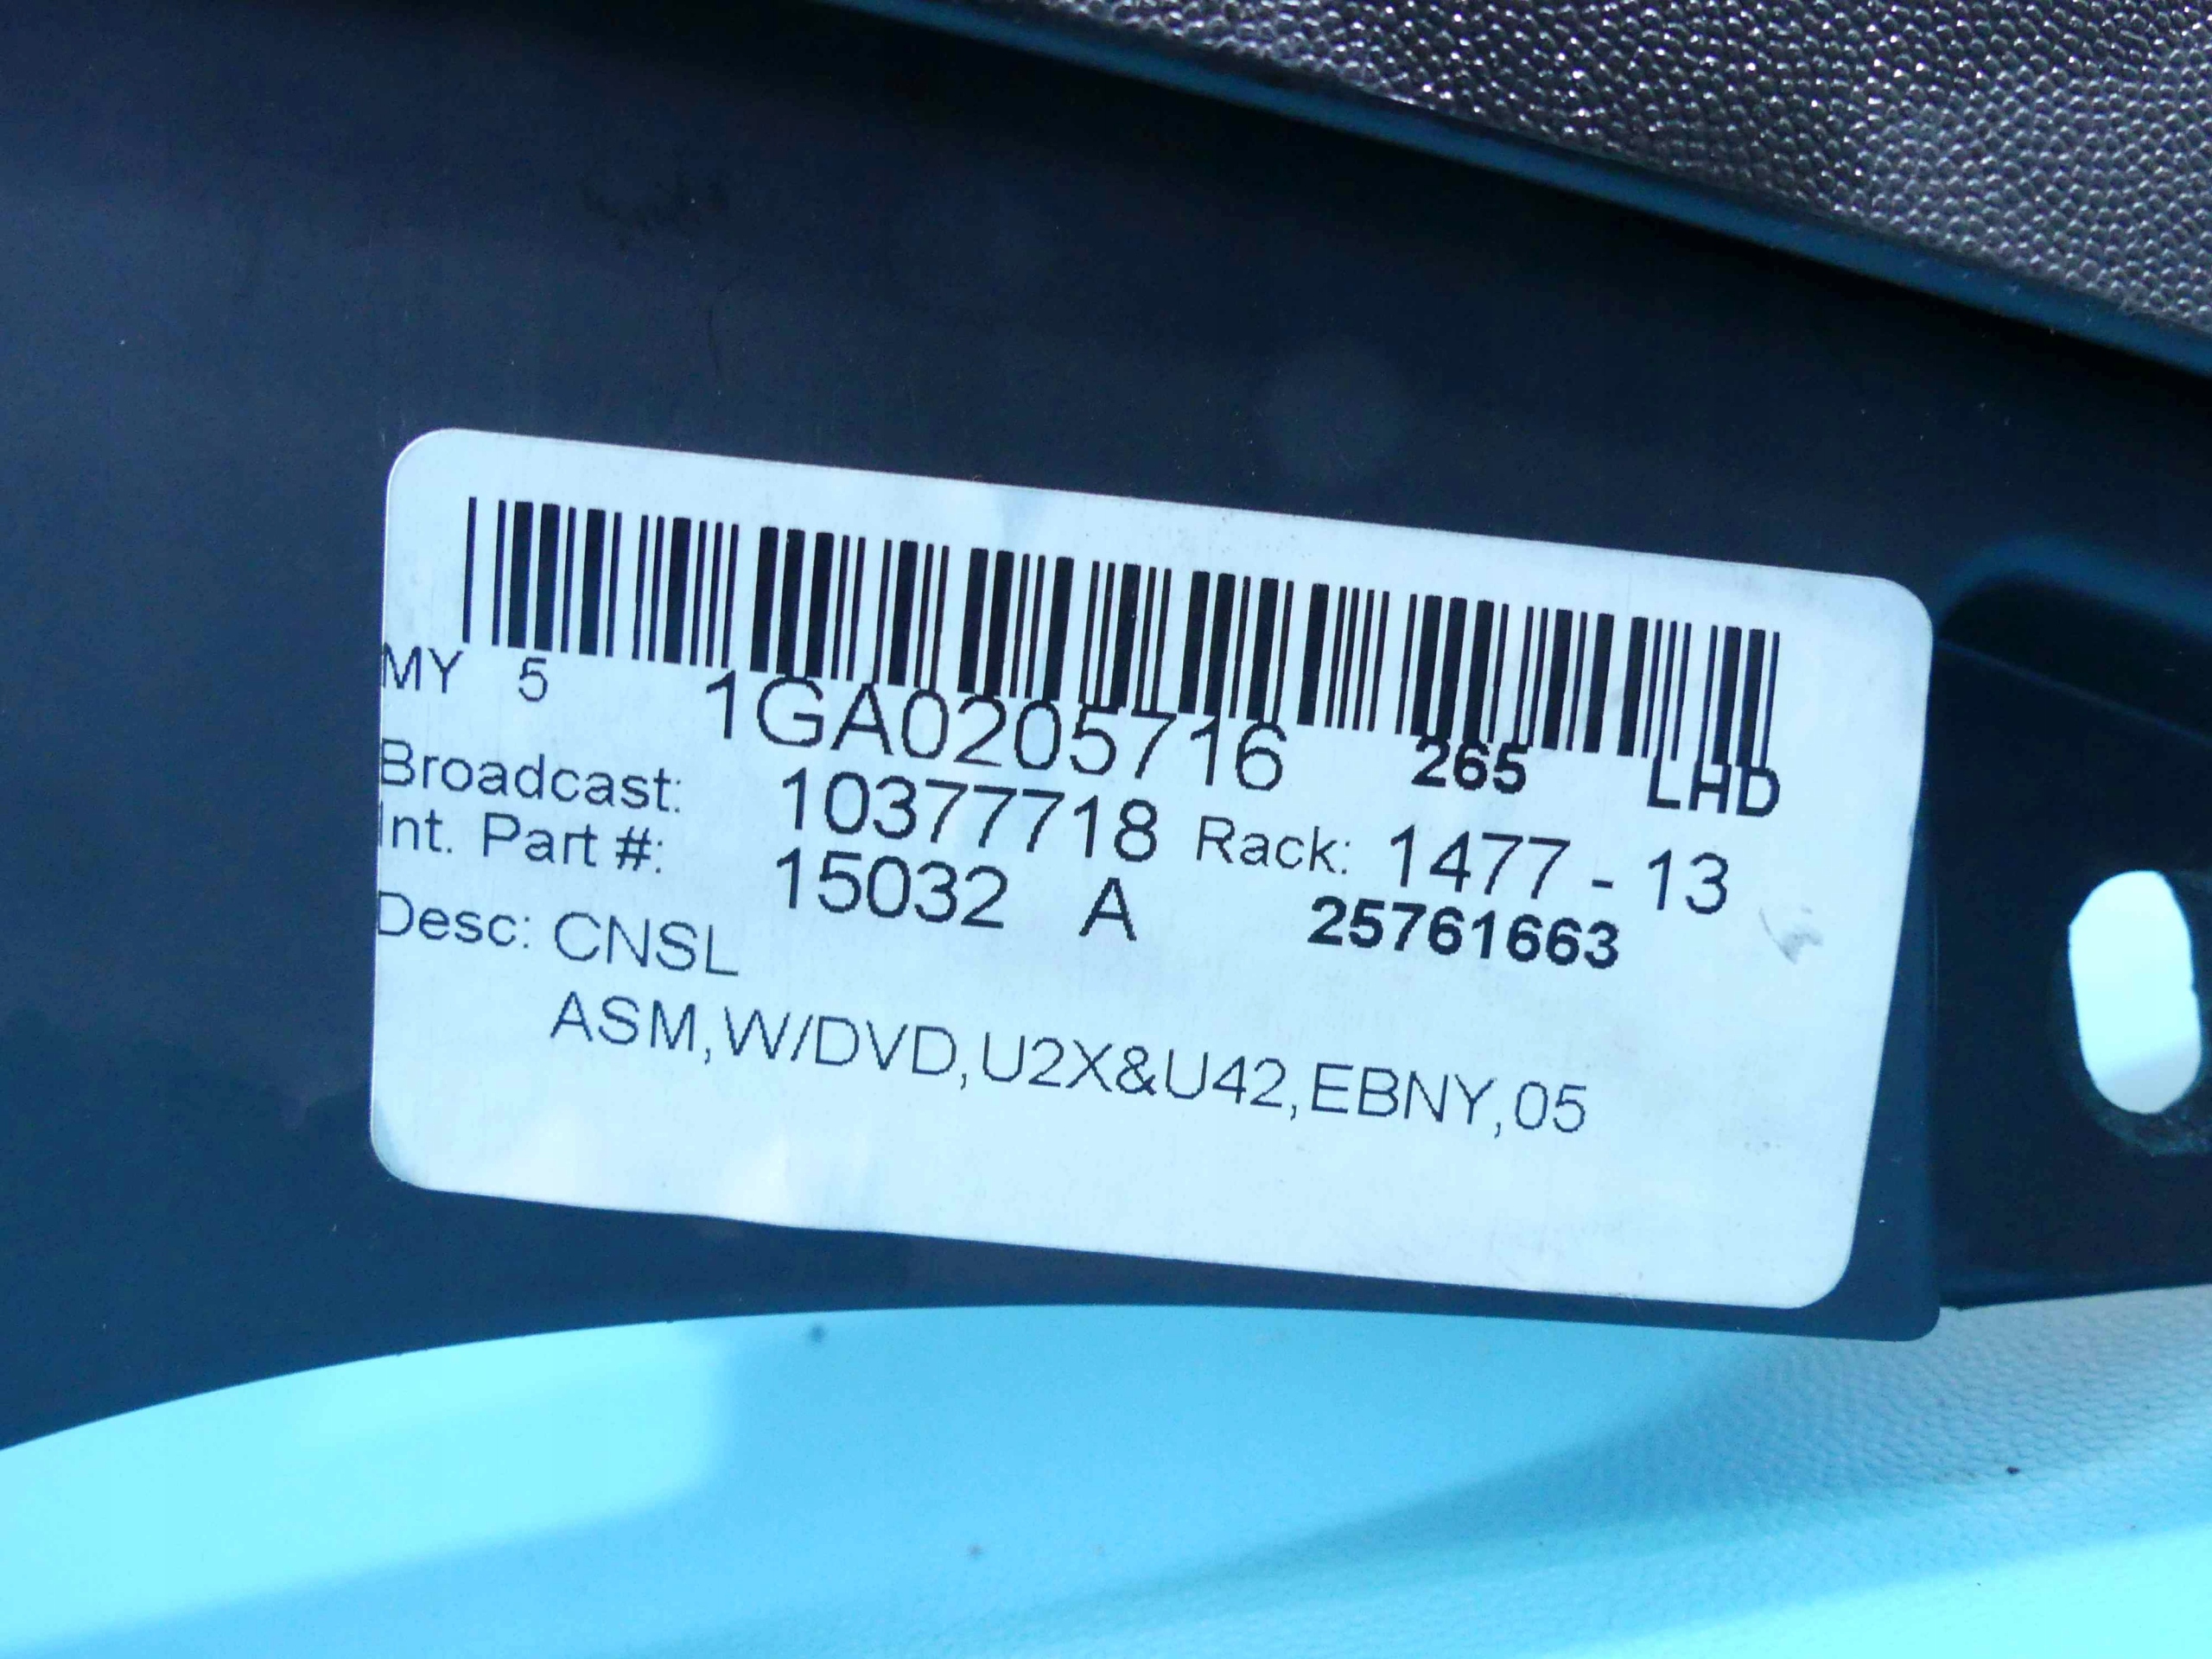 MY 5 1GA0205716 265 LHD
Broadcast: 10377718 Rack: 1477 - 13
Int. Part #: 15032 A 25761663
Desc: CNSL
ASM,W/DVD,U2X&U42,EBNY,05